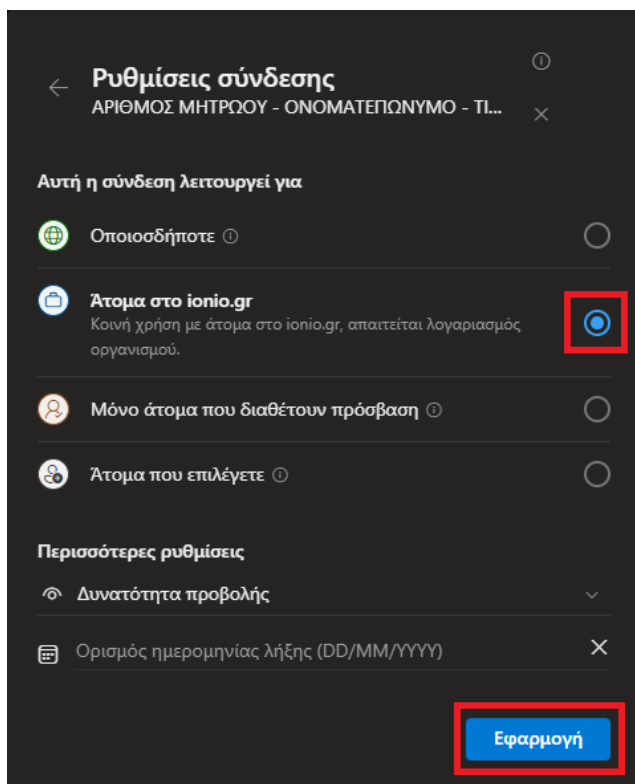 Ρυθμίσεις σύνδεσης
ΑΡΙΘΜΟΣ ΜΗΤΡΩΟΥ - ΟΝΟΜΑΤΕΠΩΝΥΜΟ - ΤΙ...
Αυτή η σύνδεση λειτουργεί για
Οποιοσδήποτε
Άτομα στο ionio.gr
Κοινή χρήση με άτομα στο ionio.gr, απαιτείται λογαριασμός
οργανισμού.
Μόνο άτομα που διαθέτουν πρόσβαση
Άτομα που επιλέγετε
Περισσότερες ρυθμίσεις
Δυνατότητα προβολής
Ορισμός ημερομηνίας λήξης (DD/MM/YYYY)
Εφαρμογή